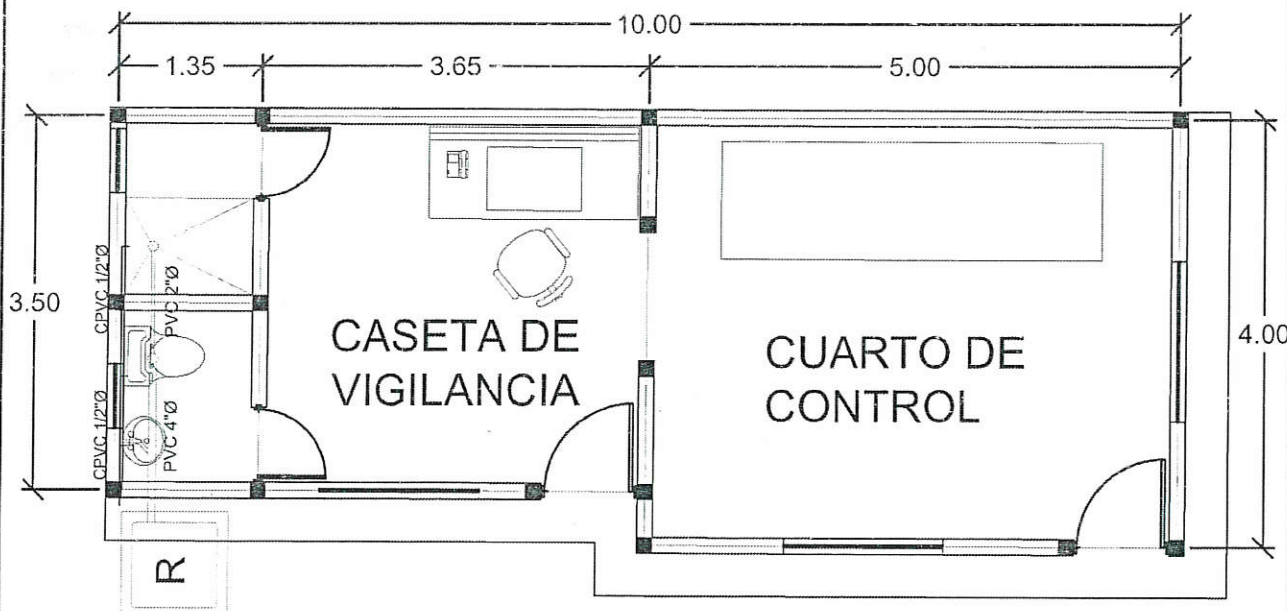 10.00
1.35
3.65
5.00
3.50
4.00
CPVC 1/2"Ø
PVC 2"Ø
CASETA DE
VIGILANCIA
CUARTO DE
CONTROL
CPVC 1/2"Ø
PVC 4"Ø
R